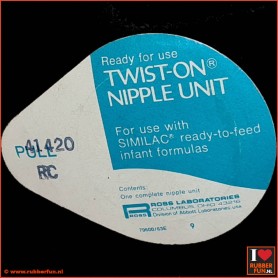 Ready for use
TWIST-ON®
NIPPLE UNIT
For use with
SIMILAC® ready-to-feed
infant formulas
PULL
41420
RC
Contents:
One complete nipple unit
ROSS LABORATORIES
COLUMBUS, OHIO 43216
Division of Abbott Laboratories, USA
9
© www.rubberfun.nl
I ♥
RUBBER
FUN.NL